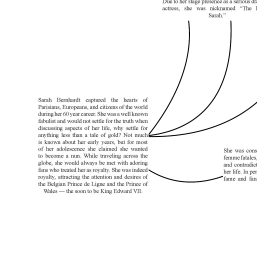 Due to her stage presence as a serious dr
actress, she was nicknamed “The
Sarah.”
Sarah Bernhardt captured the hearts of
Parisians, Europeans, and citizens of the world
during her 60 year career. She was a well known
fabulist and would not settle for the truth when
discussing aspects of her life, why settle for
anything less than a tale of gold? Not much
is known about her early years, but for most
of her adolescence she claimed she wanted
to become a nun. While traveling across the
globe, she would always be met with adoring
fans who treated her as royalty. She was indeed
royalty, attracting the attention and desires of
the Belgian Prince de Ligne and the Prince of
Wales — the soon to be King Edward VII.
She was cons
femme fatales,
and contradict
her life. In per
fame and